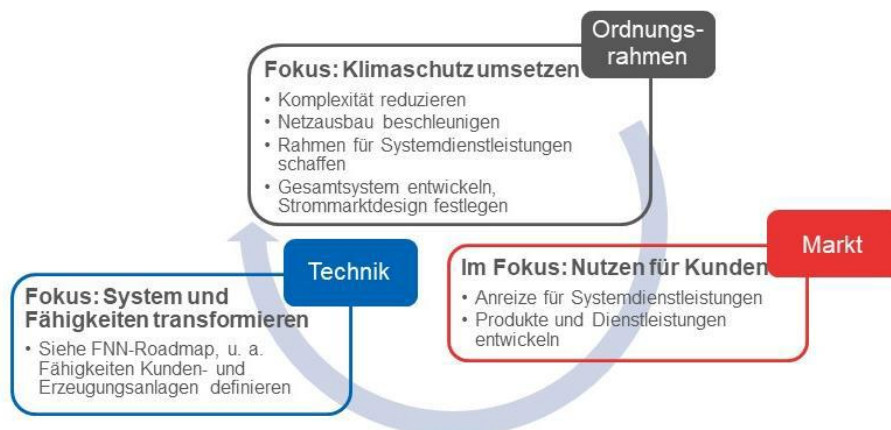 Ordnungs-
rahmen
Fokus: Klimaschutz umsetzen
• Komplexität reduzieren
• Netzausbau beschleunigen
• Rahmen für Systemdienstleistungen
schaffen
• Gesamtsystem entwickeln,
Strommarktdesign festlegen
Markt
Im Fokus: Nutzen für Kunden
• Anreize für Systemdienstleistungen
• Produkte und Dienstleistungen
entwickeln
Technik
Fokus: System und
Fähigkeiten transformieren
• Siehe FNN-Roadmap, u. a.
Fähigkeiten Kunden- und
Erzeugungsanlagen definieren